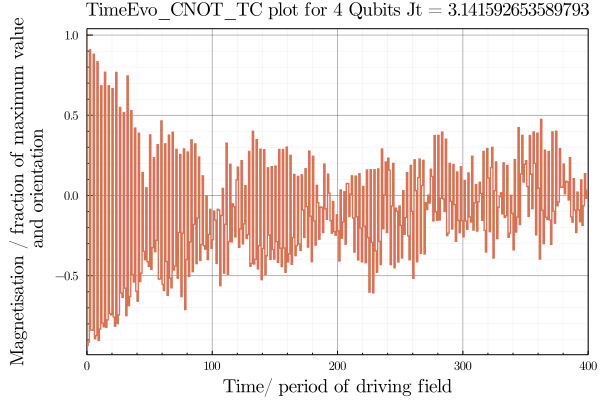 TimeEvo_CNOT_TC plot for 4 Qubits Jt = 3.141592653589793
Magnetisation / fraction of maximum value
and orientation
1.0
0.5
0.0
−0.5
0
100
200
300
400
Time/ period of driving field